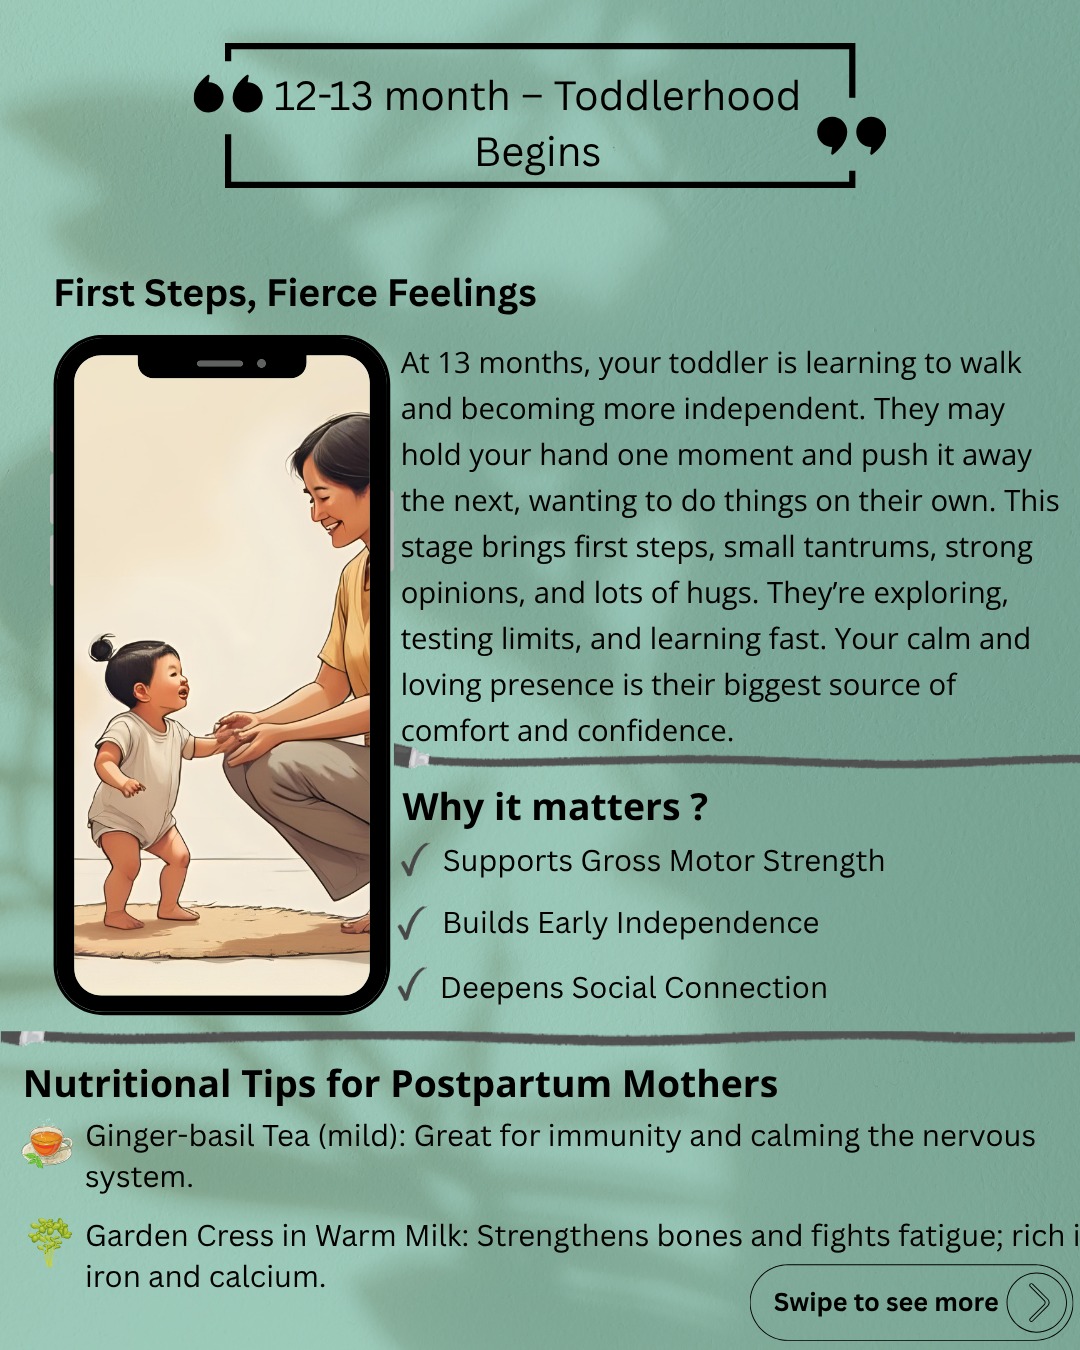 12-13 month – Toddlerhood
Begins
First Steps, Fierce Feelings
At 13 months, your toddler is learning to walk
and becoming more independent. They may
hold your hand one moment and push it away
the next, wanting to do things on their own. This
stage brings first steps, small tantrums, strong
opinions, and lots of hugs. They’re exploring,
testing limits, and learning fast. Your calm and
loving presence is their biggest source of
comfort and confidence.
Why it matters ?
Supports Gross Motor Strength
Builds Early Independence
Deepens Social Connection
Nutritional Tips for Postpartum Mothers
Ginger-basil Tea (mild): Great for immunity and calming the nervous
system.
Garden Cress in Warm Milk: Strengthens bones and fights fatigue; rich
iron and calcium.
Swipe to see more